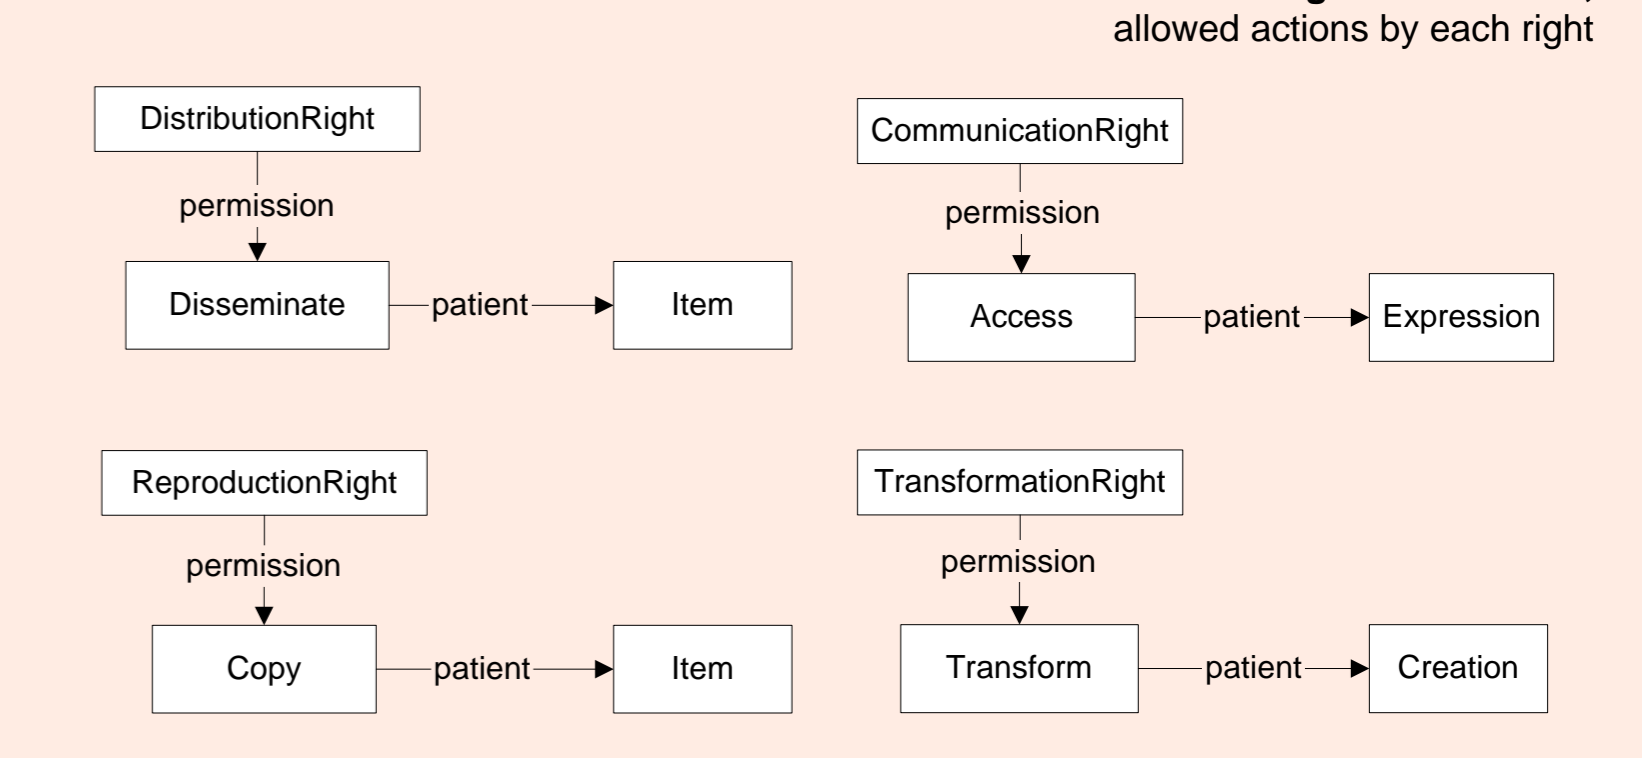 allowed actions by each right
DistributionRight
permission
Disseminate
patient
Item
CommunicationRight
permission
Access
patient
Expression
ReproductionRight
permission
Copy
patient
Item
TransformationRight
permission
Transform
patient
Creation